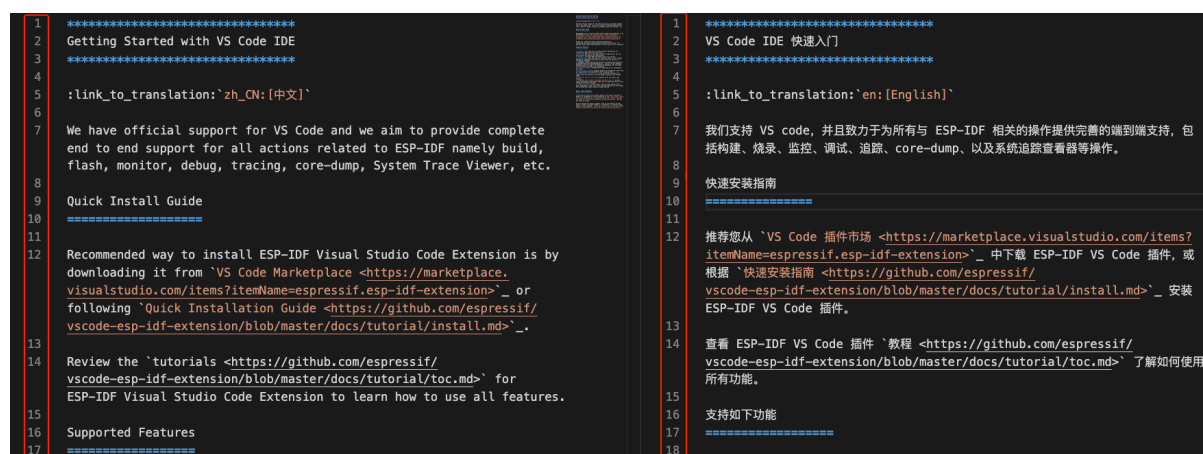 1 *******************************
2 Getting Started with VS Code IDE
3 *******************************
4
5 :link_to_translation:`zh_CN:[中文]`
6
7 We have official support for VS Code and we aim to provide complete
end to end support for all actions related to ESP-IDF namely build,
flash, monitor, debug, tracing, core-dump, System Trace Viewer, etc.
8
9 Quick Install Guide
10 ===================
11
12 Recommended way to install ESP-IDF Visual Studio Code Extension is by
downloading it from `VS Code Marketplace <https://marketplace.
visualstudio.com/items?itemName=espressif.esp-idf-extension>`_ or
following `Quick Installation Guide <https://github.com/espressif/
vscode-esp-idf-extension/blob/master/docs/tutorial/install.md>`_.
13
14 Review the `tutorials <https://github.com/espressif/
vscode-esp-idf-extension/blob/master/docs/tutorial/toc.md>` for
ESP-IDF Visual Studio Code Extension to learn how to use all features.
15
16 Supported Features
17 ==================
1 *******************************
2 VS Code IDE 快速入门
3 *******************************
4
5 :link_to_translation:`en:[English]`
6
7 我们支持 VS code，并且致力于为所有与 ESP-IDF 相关的操作提供完善的端到端支持，包
括构建、烧录、监控、调试、追踪、core-dump、以及系统追踪查看器等操作。
8
9 快速安装指南
10 ===============
11
12 推荐您从 `VS Code 插件市场 <https://marketplace.visualstudio.com/items?
itemName=espressif.esp-idf-extension>`_ 中下载 ESP-IDF VS Code 插件，或
根据 `快速安装指南 <https://github.com/espressif/
vscode-esp-idf-extension/blob/master/docs/tutorial/install.md>`_ 安装
ESP-IDF VS Code 插件。
13
14 查看 ESP-IDF VS Code 插件 `教程 <https://github.com/espressif/
vscode-esp-idf-extension/blob/master/docs/tutorial/toc.md>` 了解如何使用
所有功能。
15
16 支持如下功能
17 ==================
18